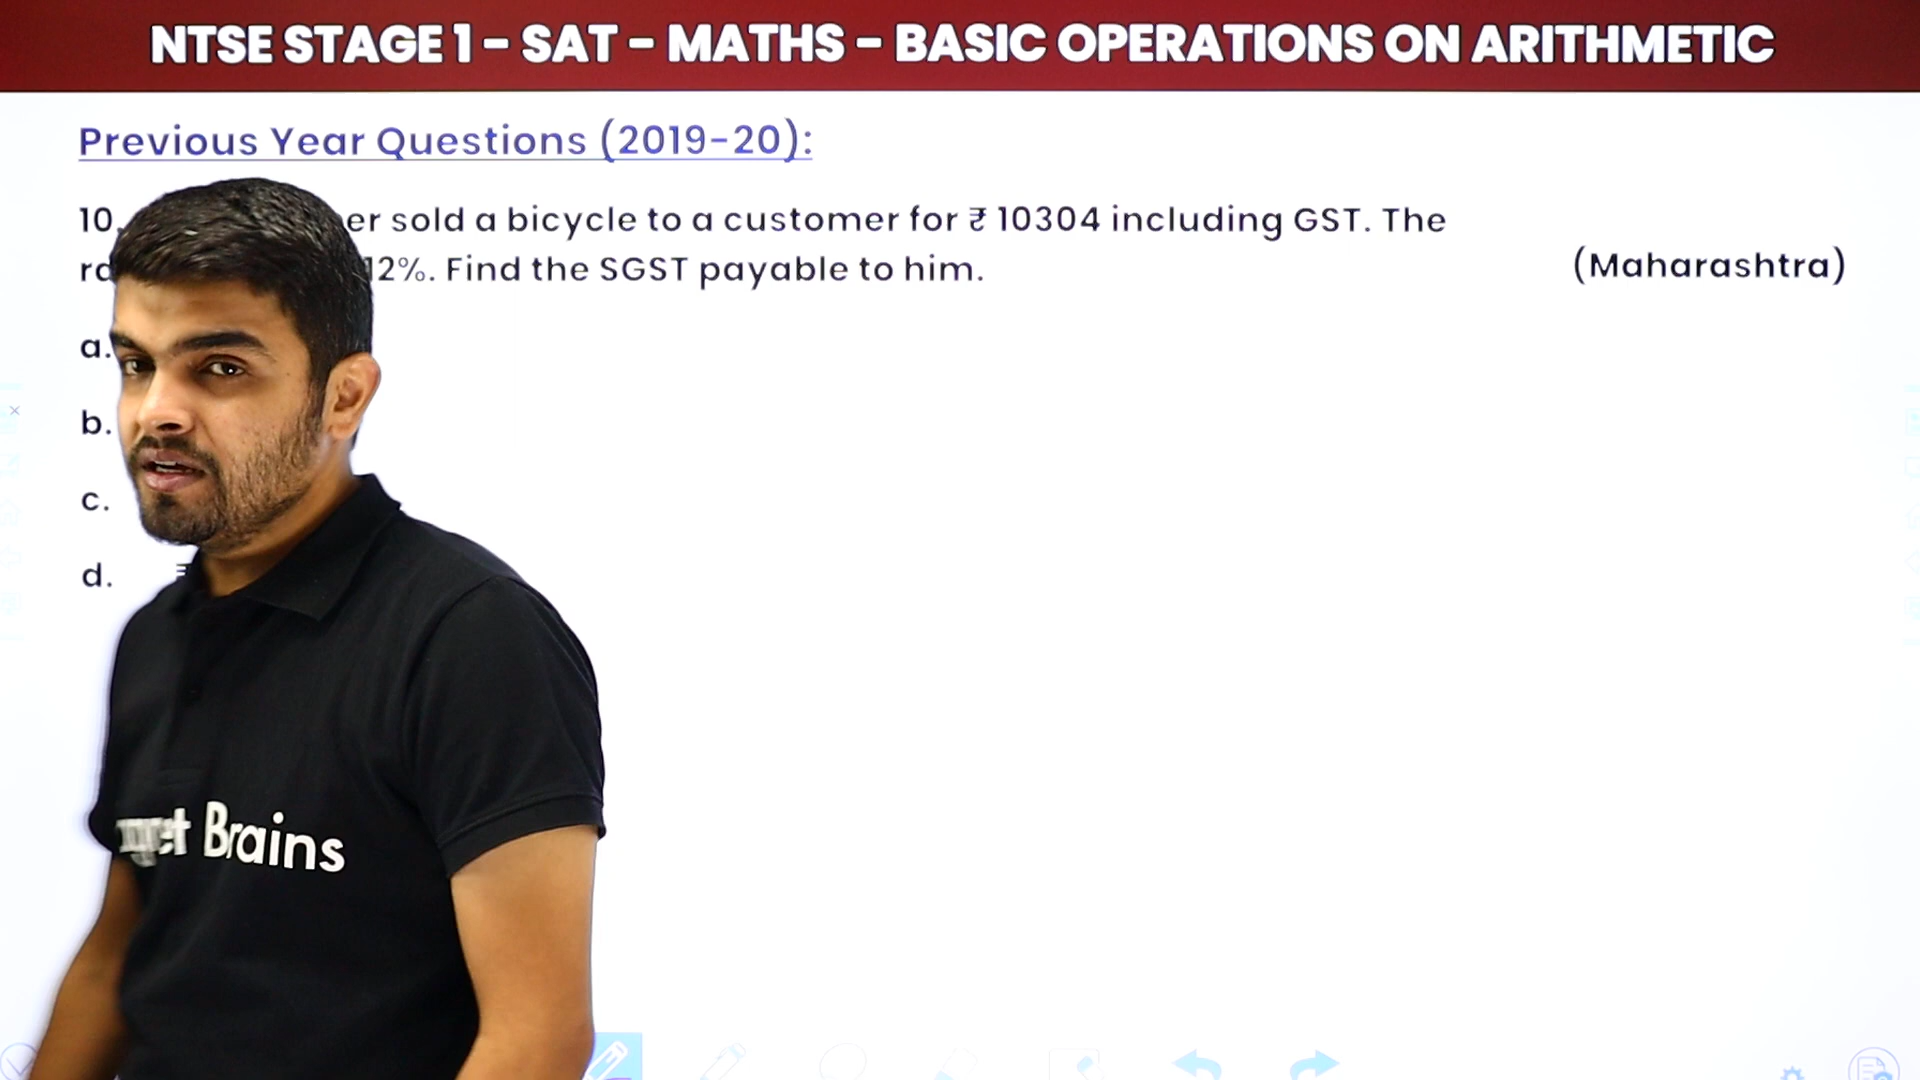 NTSE STAGE 1 - SAT - MATHS - BASIC OPERATIONS ON ARITHMETIC
Previous Year Questions (2019-20):
10. er sold a bicycle to a customer for ₹ 10304 including GST. The
12%. Find the SGST payable to him.
(Maharashtra)
a.
b.
c.
d.
Brains